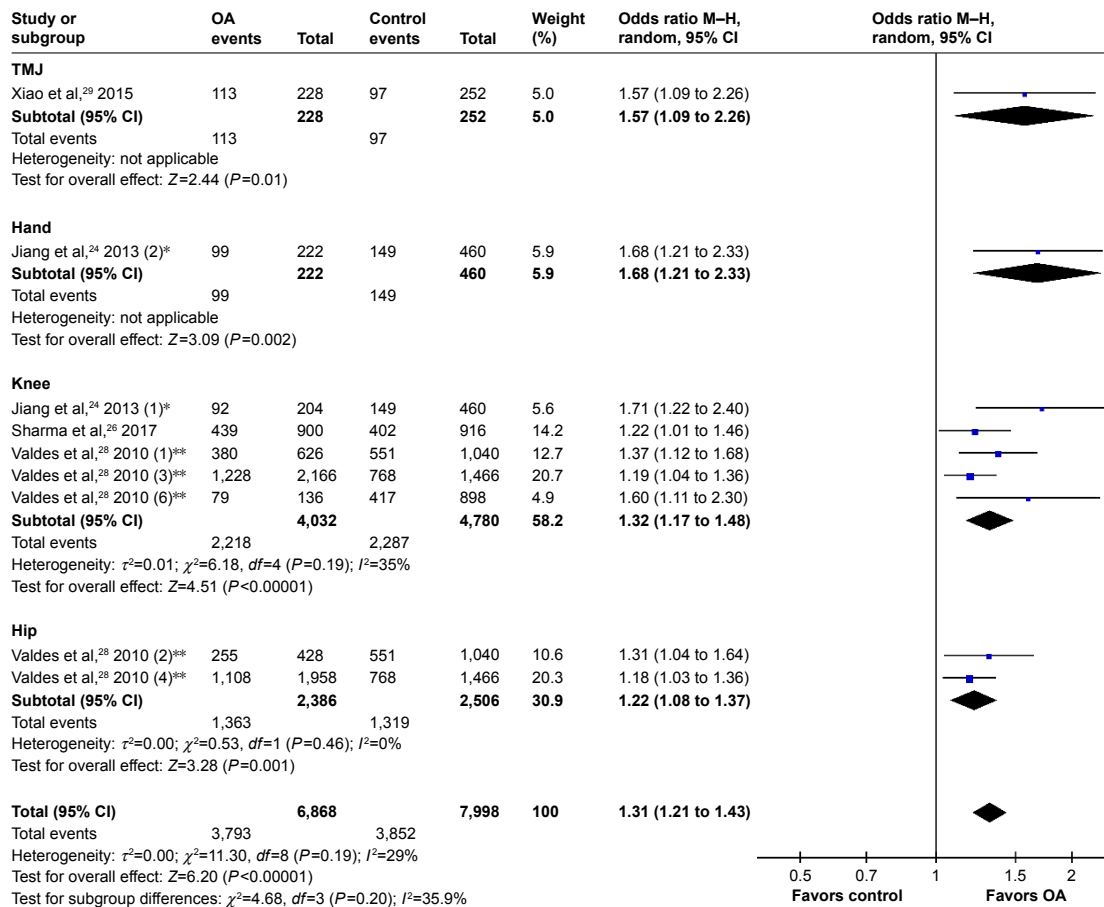 Study or subgroup OA events Total Control events Total Weight (%) Odds ratio M–H, random, 95% CI Odds ratio M–H, random, 95% CI
TMJ
Xiao et al,²⁹ 2015 113 228 97 252 5.0 1.57 (1.09 to 2.26)
Subtotal (95% CI) 228 252 5.0 1.57 (1.09 to 2.26)
Total events 113 97
Heterogeneity: not applicable
Test for overall effect: Z=2.44 (P=0.01)
Hand
Jiang et al,²⁴ 2013 (2)* 99 222 149 460 5.9 1.68 (1.21 to 2.33)
Subtotal (95% CI) 222 460 5.9 1.68 (1.21 to 2.33)
Total events 99 149
Heterogeneity: not applicable
Test for overall effect: Z=3.09 (P=0.002)
Knee
Jiang et al,²⁴ 2013 (1)* 92 204 149 460 5.6 1.71 (1.22 to 2.40)
Sharma et al,²⁶ 2017 439 900 402 916 14.2 1.22 (1.01 to 1.46)
Valdes et al,²⁸ 2010 (1)** 380 626 551 1,040 12.7 1.37 (1.12 to 1.68)
Valdes et al,²⁸ 2010 (3)** 1,228 2,166 768 1,466 20.7 1.19 (1.04 to 1.36)
Valdes et al,²⁸ 2010 (6)** 79 136 417 898 4.9 1.60 (1.11 to 2.30)
Subtotal (95% CI) 4,032 4,780 58.2 1.32 (1.17 to 1.48)
Total events 2,218 2,287
Heterogeneity: τ²=0.01; χ²=6.18, df=4 (P=0.19); I²=35%
Test for overall effect: Z=4.51 (P<0.00001)
Hip
Valdes et al,²⁸ 2010 (2)** 255 428 551 1,040 10.6 1.31 (1.04 to 1.64)
Valdes et al,²⁸ 2010 (4)** 1,108 1,958 768 1,466 20.3 1.18 (1.03 to 1.36)
Subtotal (95% CI) 2,386 2,506 30.9 1.22 (1.08 to 1.37)
Total events 1,363 1,319
Heterogeneity: τ²=0.00; χ²=0.53, df=1 (P=0.46); I²=0%
Test for overall effect: Z=3.28 (P=0.001)
Total (95% CI) 6,868 7,998 100 1.31 (1.21 to 1.43)
Total events 3,793 3,852
Heterogeneity: τ²=0.00; χ²=11.30, df=8 (P=0.19); I²=29%
Test for overall effect: Z=6.20 (P<0.00001)
Test for subgroup differences: χ²=4.68, df=3 (P=0.20); I²=35.9%
0.5 0.7 1 1.5 2
Favors control Favors OA